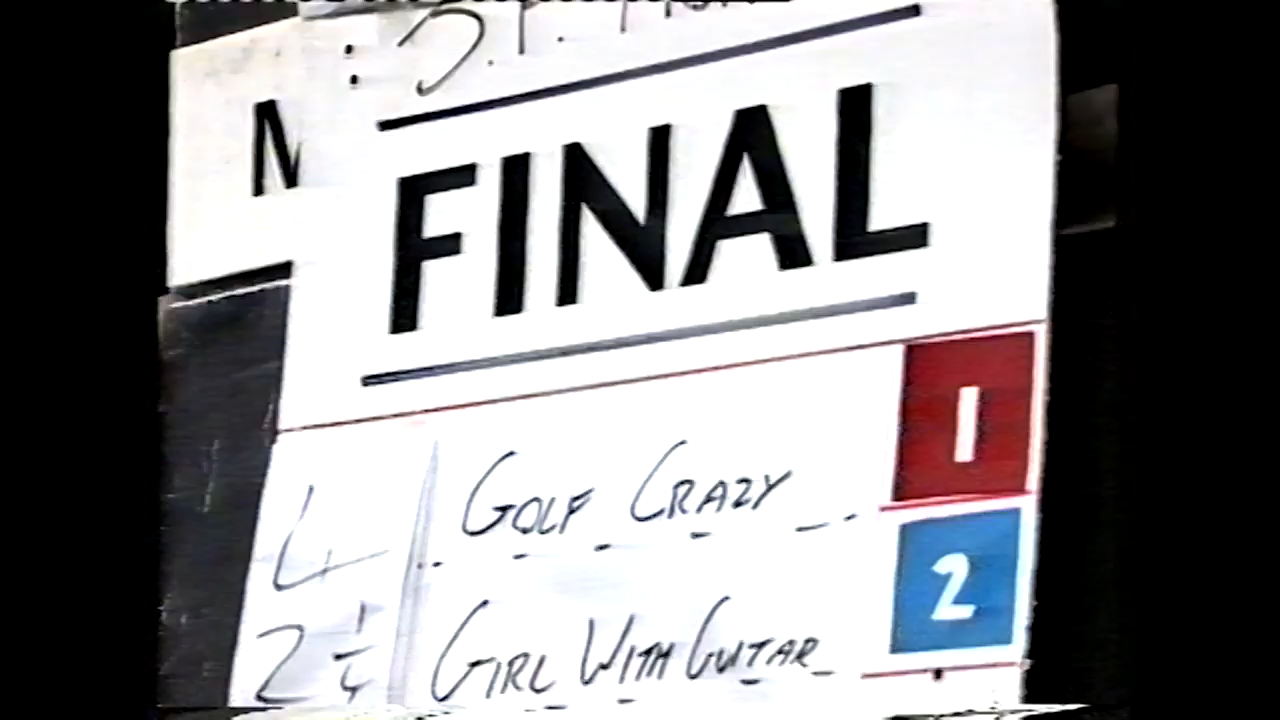 : S.P.
M
FINAL
4 GOLF CRAZY 1
2 1/4 GIRL WITH GUITAR 2